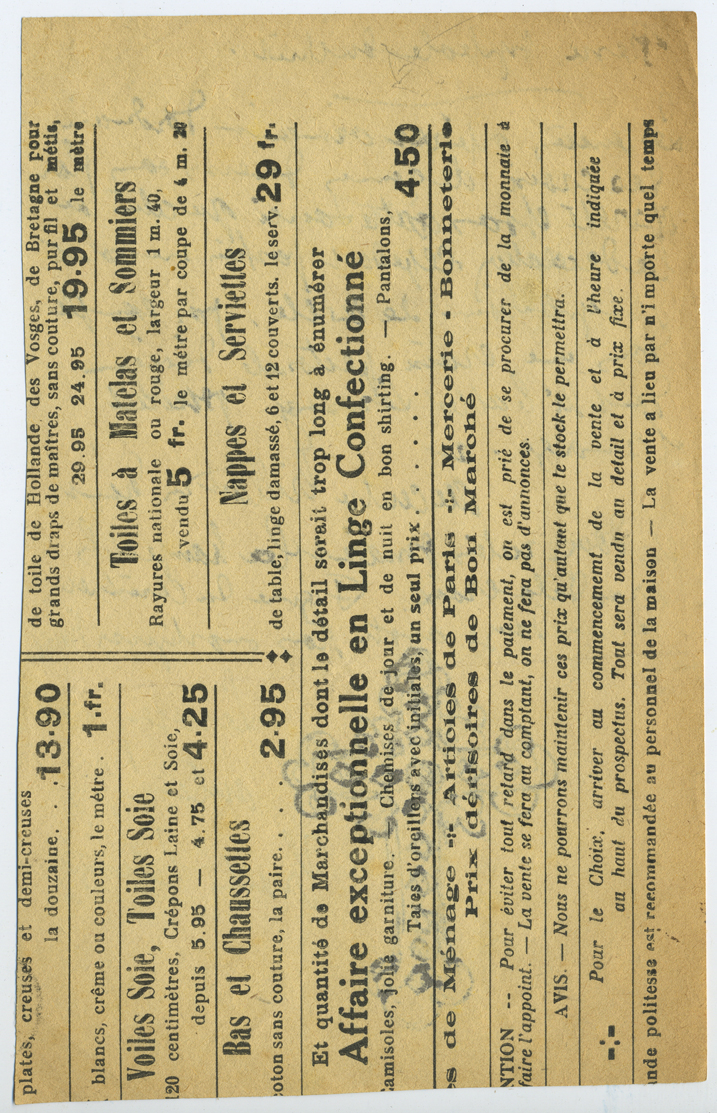 plates, creuses et demi-creuses
la douzaine. . . 13.90
blancs, crême ou couleurs, le mètre . 1.fr.
Voiles Soie, Toiles Soie
120 centimètres, Crépons Laine et Soie,
depuis 5.95 — 4.75 et 4.25
Bas et Chaussettes
coton sans couture, la paire. . . . 2.95
de toile de Hollande, des Vosges, de Bretagne pour
grands draps de maîtres, sans couture, pur fil et métis,
29.95 24.95 19.95 le mètre
Toiles à Matelas et Sommiers
Rayures nationale ou rouge, largeur 1 m. 40,
vendu 5 fr. le mètre par coupe de 4 m. 20
Nappes et Serviettes
de table, linge damassé, 6 et 12 couverts. le serv. 29 fr.
Et quantité de Marchandises dont le détail serait trop long à énumérer
Affaire exceptionnelle en Linge Confectionné
Camisoles, jolie garniture. — Chemises de jour et de nuit en bon shirting. — Pantalons,
Taies d'oreillers avec initiales, un seul prix . . . . . . 4.50
es de Ménage -:- Articles de Paris -:- Mercerie - Bonneterie
Prix dérisoires de Bon Marché
NTION -- Pour éviter tout retard dans le paiement, on est prié de se procurer de la monnaie à
faire l'appoint. — La vente se fera au comptant, on ne fera pas d'annonces.
AVIS. — Nous ne pourrons maintenir ces prix qu'autant que le stock le permettra.
-:- Pour le Choix, arriver au commencemt de la vente et à l'heure indiquée
au haut du prospectus. Tout sera vendu au détail et à prix fixe.
nde politesse est recommandée au personnel de la maison — La vente a lieu par n'importe quel temps